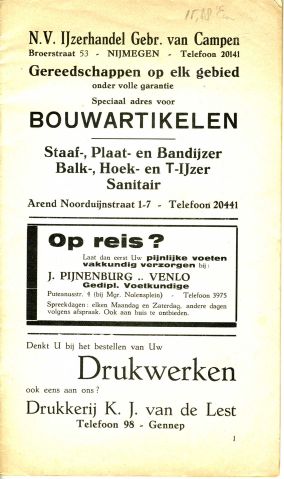 N.V. IJzerhandel Gebr. van Campen
Broerstraat 53 - NIJMEGEN - Telefoon 20141
Gereedschappen op elk gebied
onder volle garantie
Speciaal adres voor
BOUWARTIKELEN
Staaf-, Plaat- en Bandijzer
Balk-, Hoek- en T-IJzer
Sanitair
Arend Noorduijnstraat 1-7 - Telefoon 20441
Op reis?
Laat dan eerst Uw pijnlijke voeten
vakkundig verzorgen bij:
J. PIJNENBURG .. VENLO
Gedipl. Voetkundige
Puteanusstr. 4 (bij Mgr. Nolensplein) - Telefoon 3975
Spreekdagen: elken Maandag en Zaterdag, andere dagen
volgens afspraak. Ook aan huis te ontbieden.
Denkt U bij het bestellen van Uw
Drukwerken
ook eens aan ons?
Drukkerij K. J. van de Lest
Telefoon 98 - Gennep
1